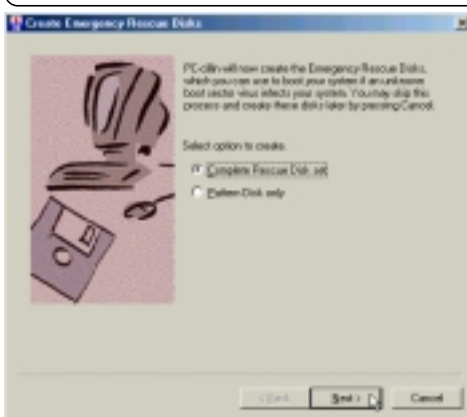 Create Emergency Rescue Disks
PC-cillin will now create the Emergency Rescue Disks,
which you can use to boot your system if an unknown
boot sector virus infects your system. You may skip this
process and create these disks later by pressing Cancel.
Select option to create.
Complete Rescue Disk set
Pattern Disk only
< Back
Next >
Cancel